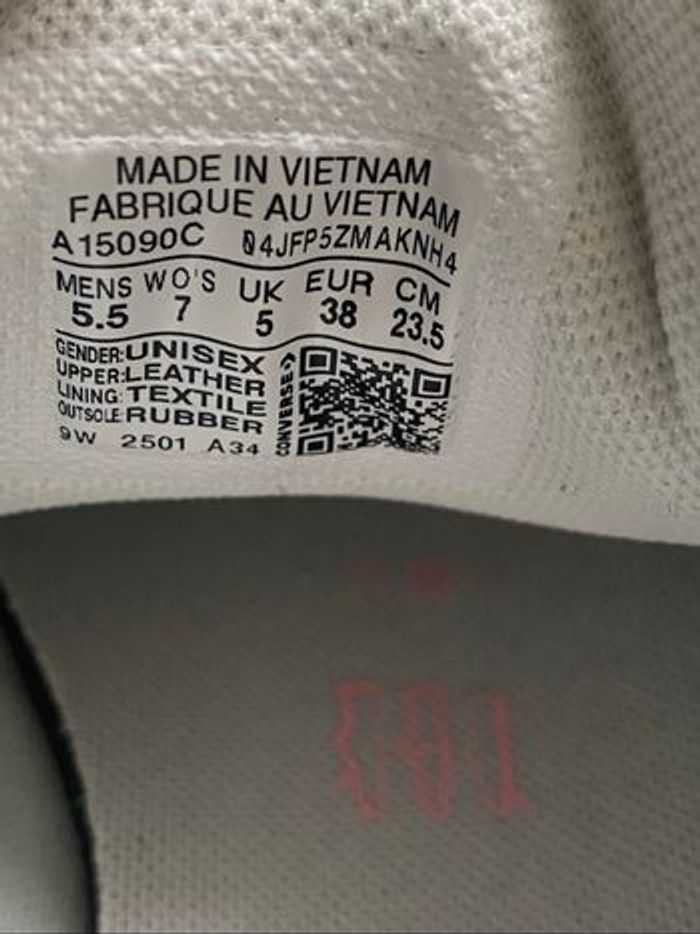 MADE IN VIETNAM
FABRIQUE AU VIETNAM
A15090C 04JFP5ZMAKNH4
MENS WO'S UK EUR CM
5.5 7 5 38 23.5
GENDER:UNISEX
UPPER:LEATHER
LINING:TEXTILE
OUTSOLE:RUBBER
9W 2501 A34
CONVERSE